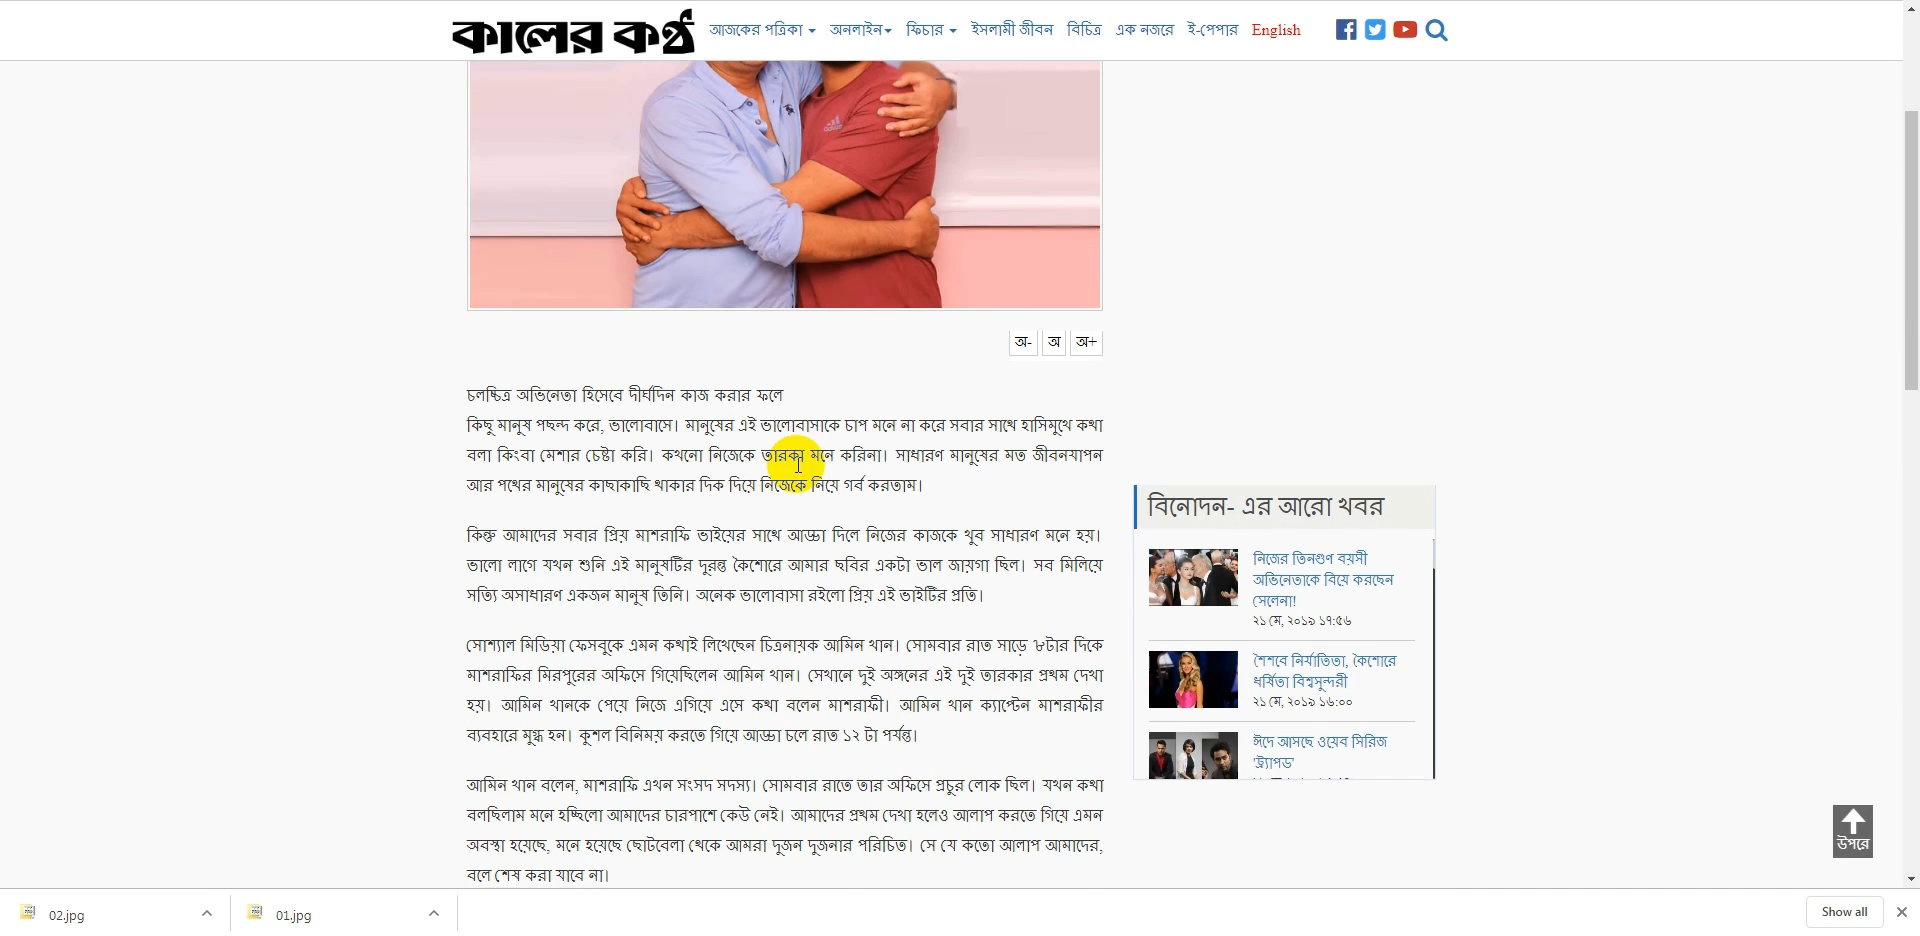 কালের কণ্ঠ আজকের পত্রিকা অনলাইন ফিচার ইসলামী জীবন বিচিত্র এক নজরে ই-পেপার English
অ- অ অ+
চলচ্চিত্র অভিনেতা হিসেবে দীর্ঘদিন কাজ করার ফলে
কিছু মানুষ পছন্দ করে, ভালোবাসে। মানুষের এই ভালোবাসাকে চাপ মনে না করে সবার সাথে হাসিমুখে কথা
বলা কিংবা মেশার চেষ্টা করি। কখনো নিজেকে তারকা মনে করিনা। সাধারণ মানুষের মত জীবনযাপন
আর পথের মানুষের কাছাকাছি থাকার দিক দিয়ে নিজেকে নিয়ে গর্ব করতাম।
কিন্তু আমাদের সবার প্রিয় মাশরাফি ভাইয়ের সাথে আড্ডা দিলে নিজের কাজকে খুব সাধারণ মনে হয়।
ভালো লাগে যখন শুনি এই মানুষটির দুরন্ত কৈশোরে আমার ছবির একটা ভাল জায়গা ছিল। সব মিলিয়ে
সত্যি অসাধারণ একজন মানুষ তিনি। অনেক ভালোবাসা রইলো প্রিয় এই ভাইটির প্রতি।
সোশ্যাল মিডিয়া ফেসবুকে এমন কথাই লিখেছেন চিত্রনায়ক আমিন খান। সোমবার রাত সাড়ে ৮টার দিকে
মাশরাফির মিরপুরের অফিসে গিয়েছিলেন আমিন খান। সেখানে দুই অঙ্গনের এই দুই তারকার প্রথম দেখা
হয়। আমিন খানকে পেয়ে নিজে এগিয়ে এসে কথা বলেন মাশরাফী। আমিন খান ক্যাপ্টেন মাশরাফীর
ব্যবহারে মুগ্ধ হন। কুশল বিনিময় করতে গিয়ে আড্ডা চলে রাত ১২ টা পর্যন্ত।
আমিন খান বলেন, মাশরাফি এখন সংসদ সদস্য। সোমবার রাতে তার অফিসে প্রচুর লোক ছিল। যখন কথা
বলছিলাম মনে হচ্ছিলো আমাদের চারপাশে কেউ নেই। আমাদের প্রথম দেখা হলেও আলাপ করতে গিয়ে এমন
অবস্থা হয়েছে, মনে হয়েছে ছোটবেলা থেকে আমরা দুজন দুজনার পরিচিত। সে যে কতো আলাপ আমাদের,
বলে শেষ করা যাবে না।
বিনোদন- এর আরো খবর
নিজের তিনগুণ বয়সী
অভিনেতাকে বিয়ে করছেন
সেলেনা!
২১ মে, ২০১৯ ১৭:৫৬
শৈশবে নির্যাতিতা, কৈশোরে
ধর্ষিতা বিশ্বসুন্দরী
২১ মে, ২০১৯ ১৬:০০
ঈদে আসছে ওয়েব সিরিজ
'ট্র্যাপড'
উপরে
02.jpg 01.jpg Show all